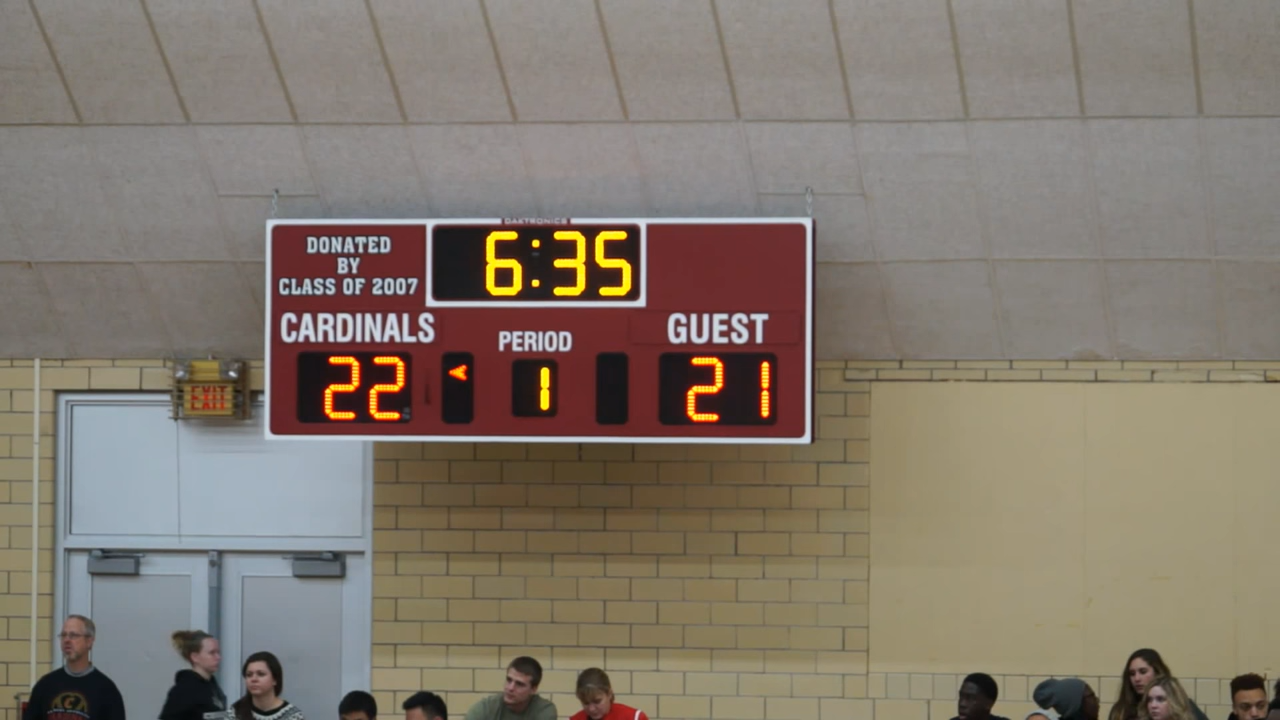 DAKTRONICS
DONATED
BY
CLASS OF 2007
6:35
CARDINALS
PERIOD
GUEST
22
1
21
EXIT
C